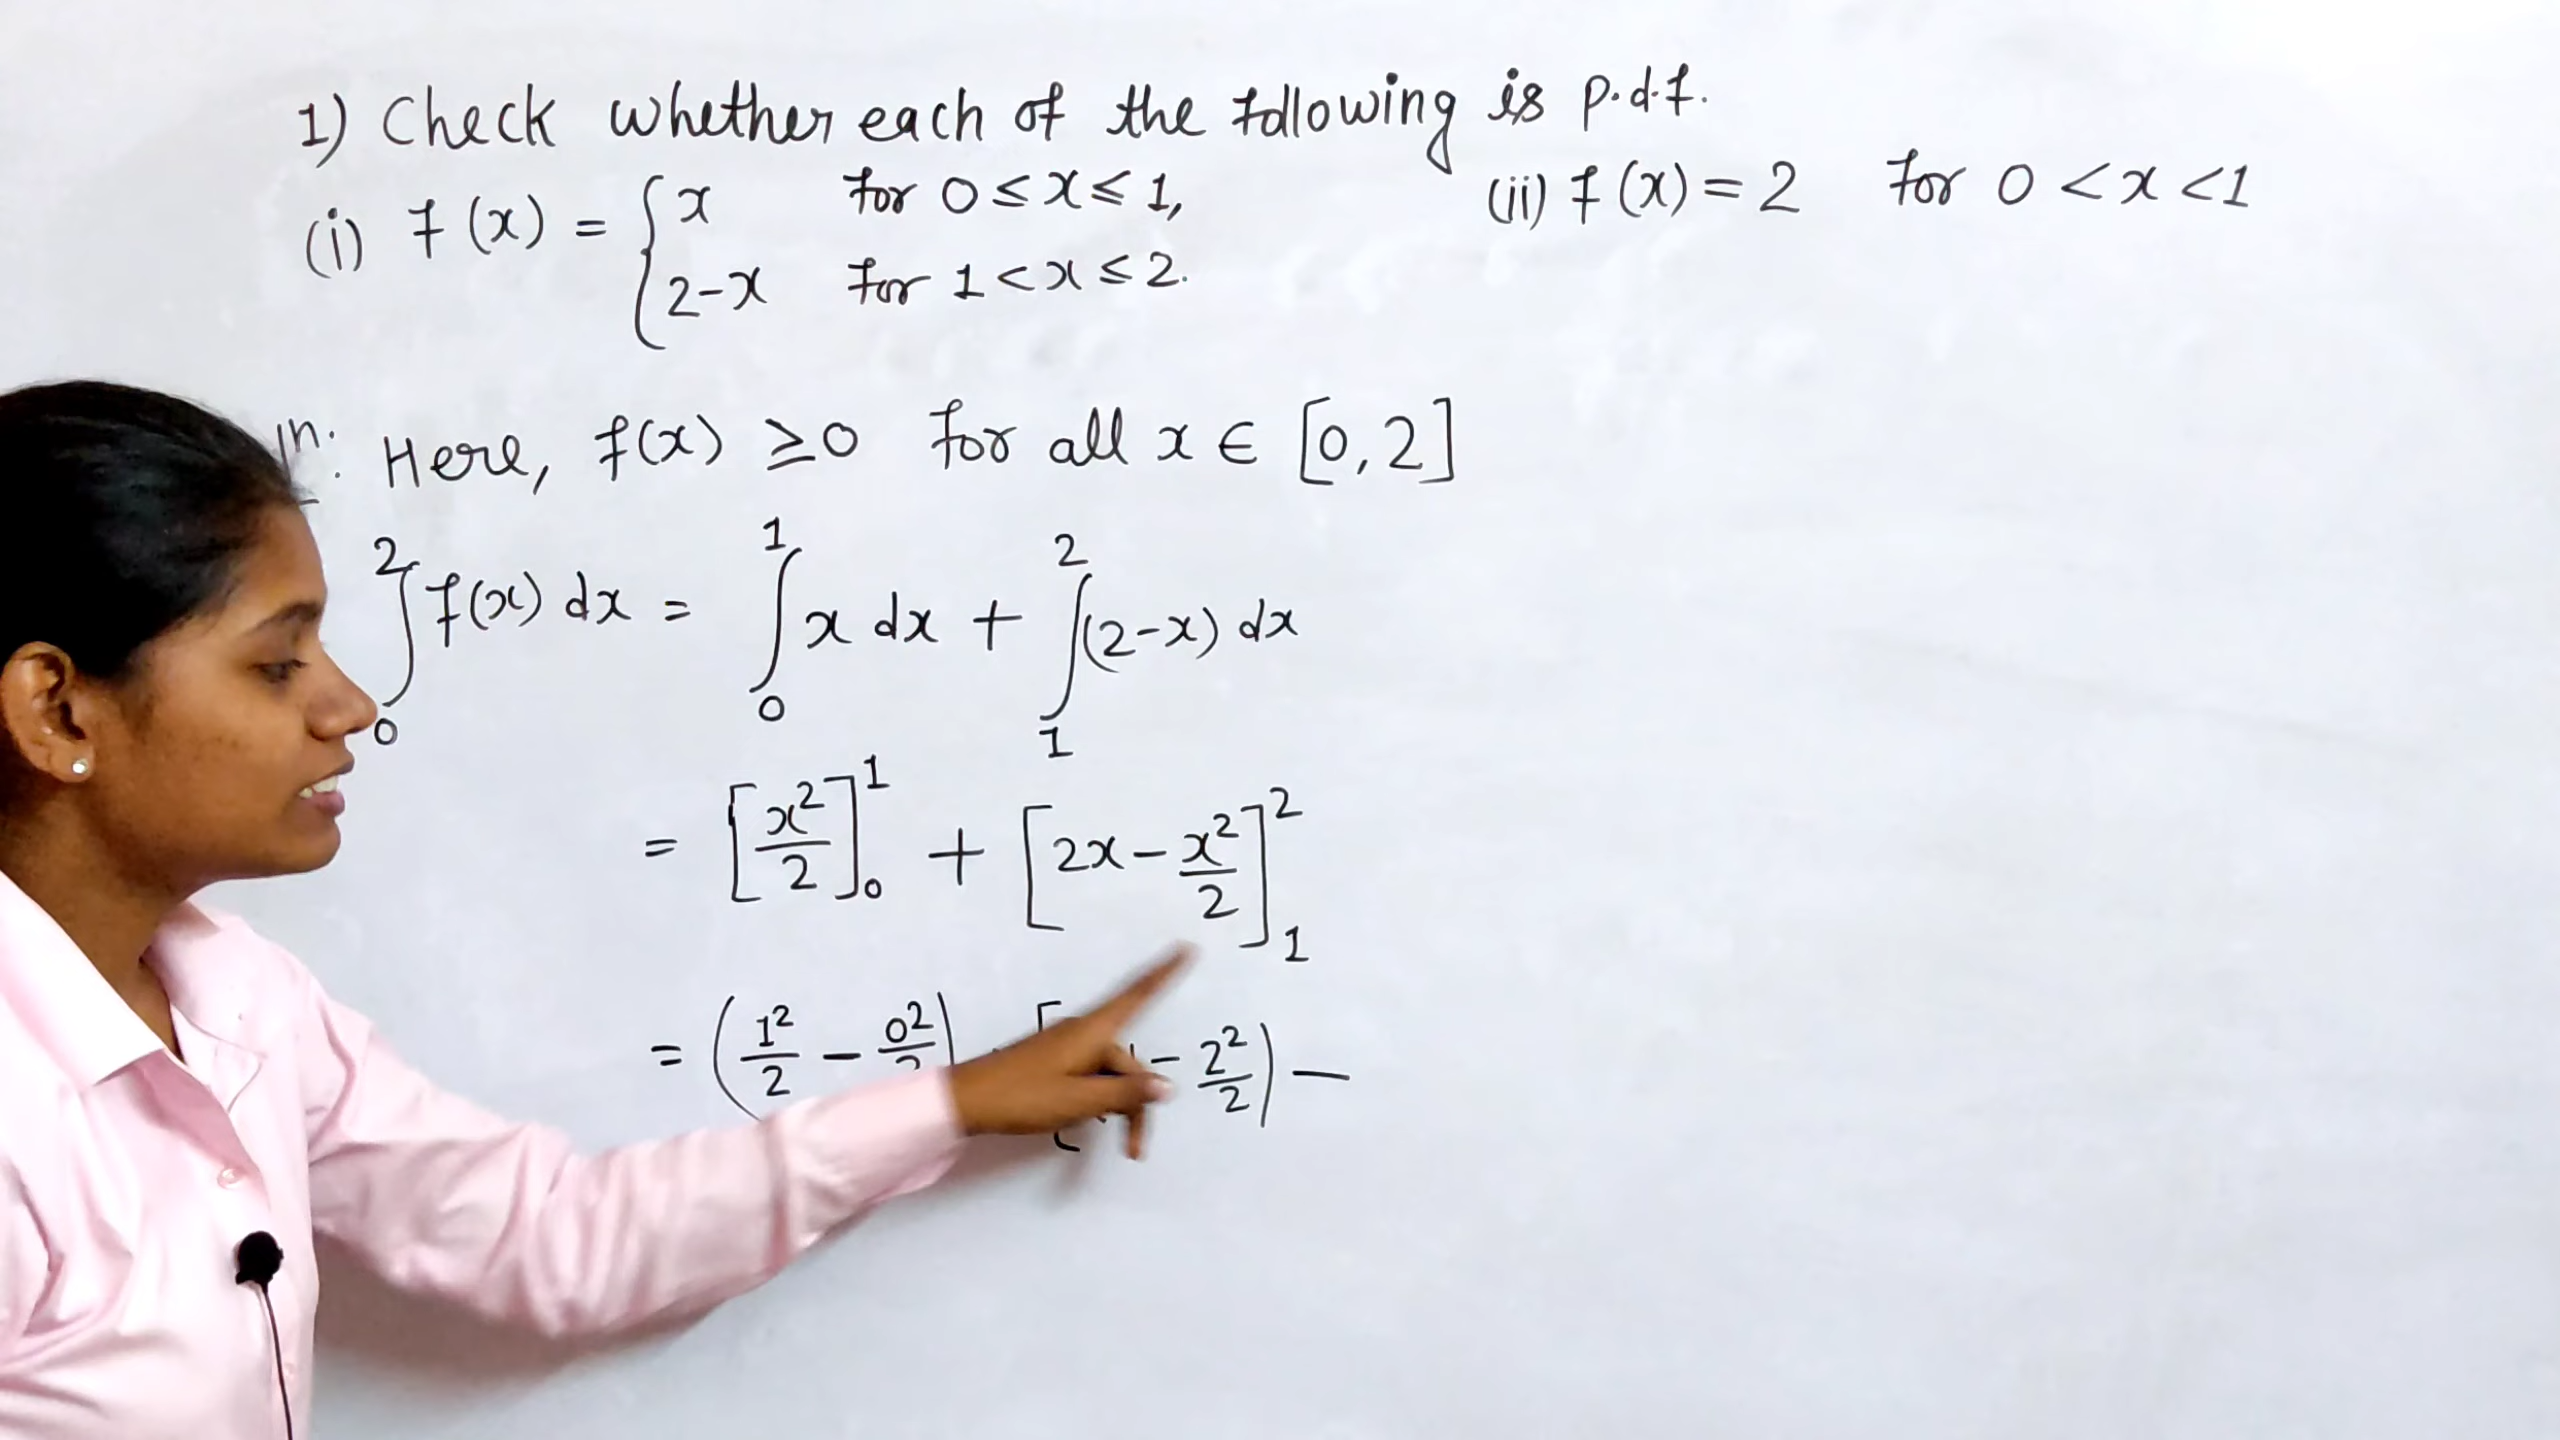 1) Check whether each of the following is p.d.f.
(i) f(x) = { x for 0 ≤ x ≤ 1,
2-x for 1 < x ≤ 2.
(ii) f(x) = 2 for 0 < x < 1
Here, f(x) ≥ 0 for all x ∈ [0, 2]
∫₀² f(x) dx = ∫₀¹ x dx + ∫₁² (2-x) dx
= [x²/2]₀¹ + [2x - x²/2]₁²
= (1²/2 - 0²/2) [ - 2²/2) -